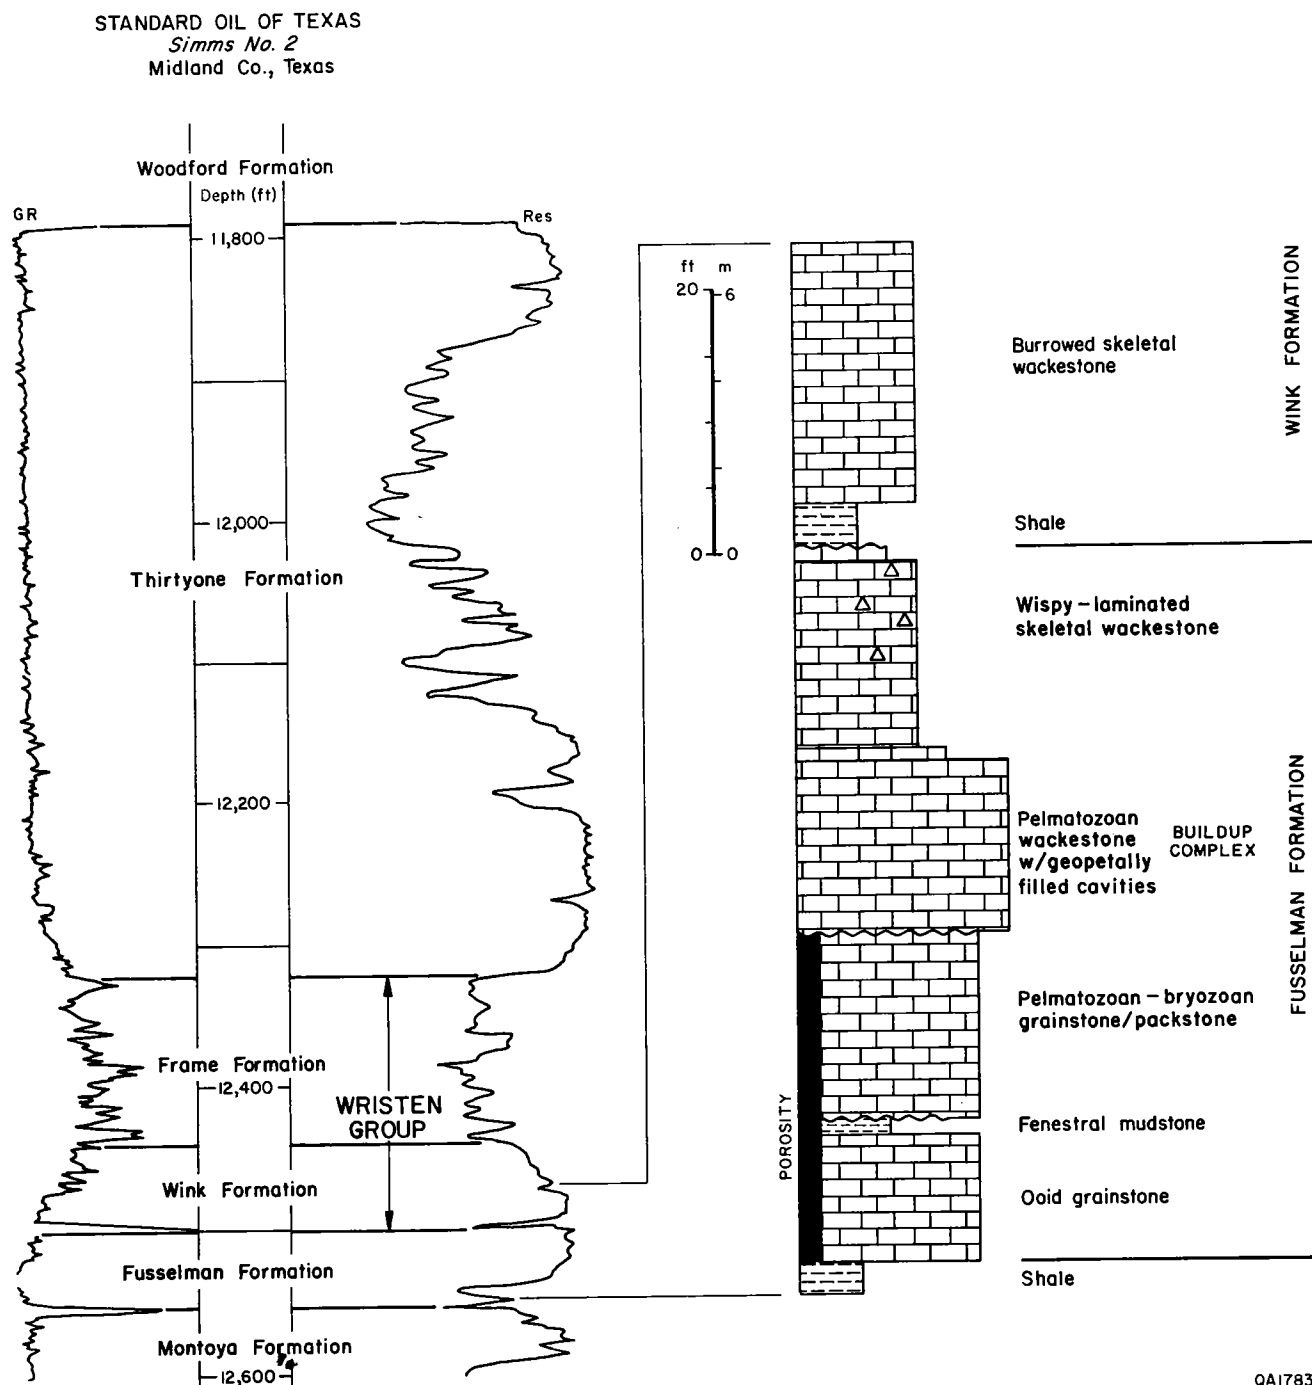 STANDARD OIL OF TEXAS
Simms No. 2
Midland Co., Texas
Woodford Formation
Depth (ft)
GR
Res
11,800
12,000
Thirtyone Formation
12,200
Frame Formation
12,400
WRISTEN
GROUP
Wink Formation
Fusselman Formation
Montoya Formation
12,600
ft m
20 6
0 0
Burrowed skeletal
wackestone
WINK FORMATION
Shale
Wispy-laminated
skeletal wackestone
Pelmatozoan
wackestone
w/geopetally
filled cavities
BUILDUP
COMPLEX
FUSSELMAN FORMATION
Pelmatozoan-bryozoan
grainstone/packstone
POROSITY
Fenestral mudstone
Ooid grainstone
Shale
QA1783